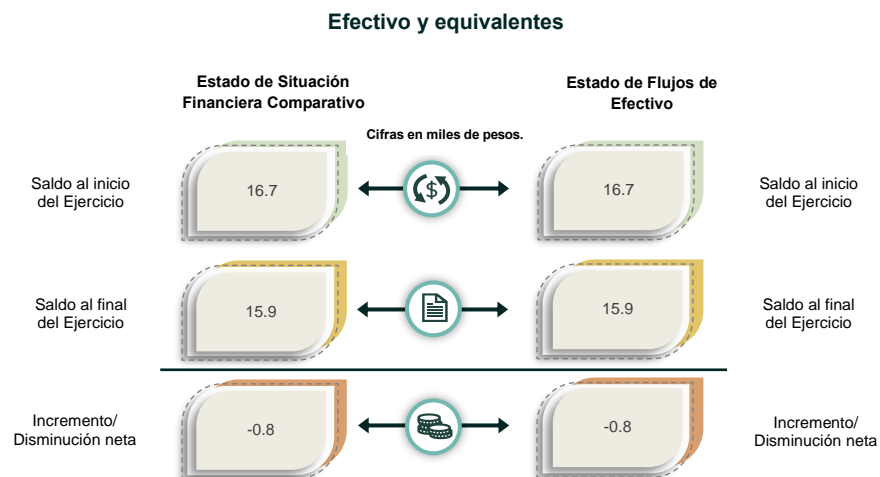 Efectivo y equivalentes
Estado de Situación
Financiera Comparativo
Estado de Flujos de
Efectivo
Cifras en miles de pesos.
Saldo al inicio
del Ejercicio
16.7
$
16.7
Saldo al inicio
del Ejercicio
Saldo al final
del Ejercicio
15.9
15.9
Saldo al final
del Ejercicio
Incremento/
Disminución neta
-0.8
-0.8
Incremento/
Disminución neta